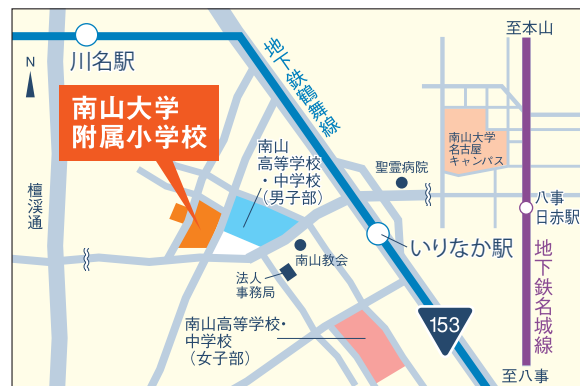 至本山
川名駅
N
地下鉄鶴舞線
南山大学
附属小学校
南山
高等学校
・中学校
(男子部)
南山大学
名古屋
キャンパス
聖霊病院
檀渓通
八事
日赤駅
いりなか駅
南山教会
法人
事務局
地下鉄名城線
153
南山高等学校・
中学校
(女子部)
至八事